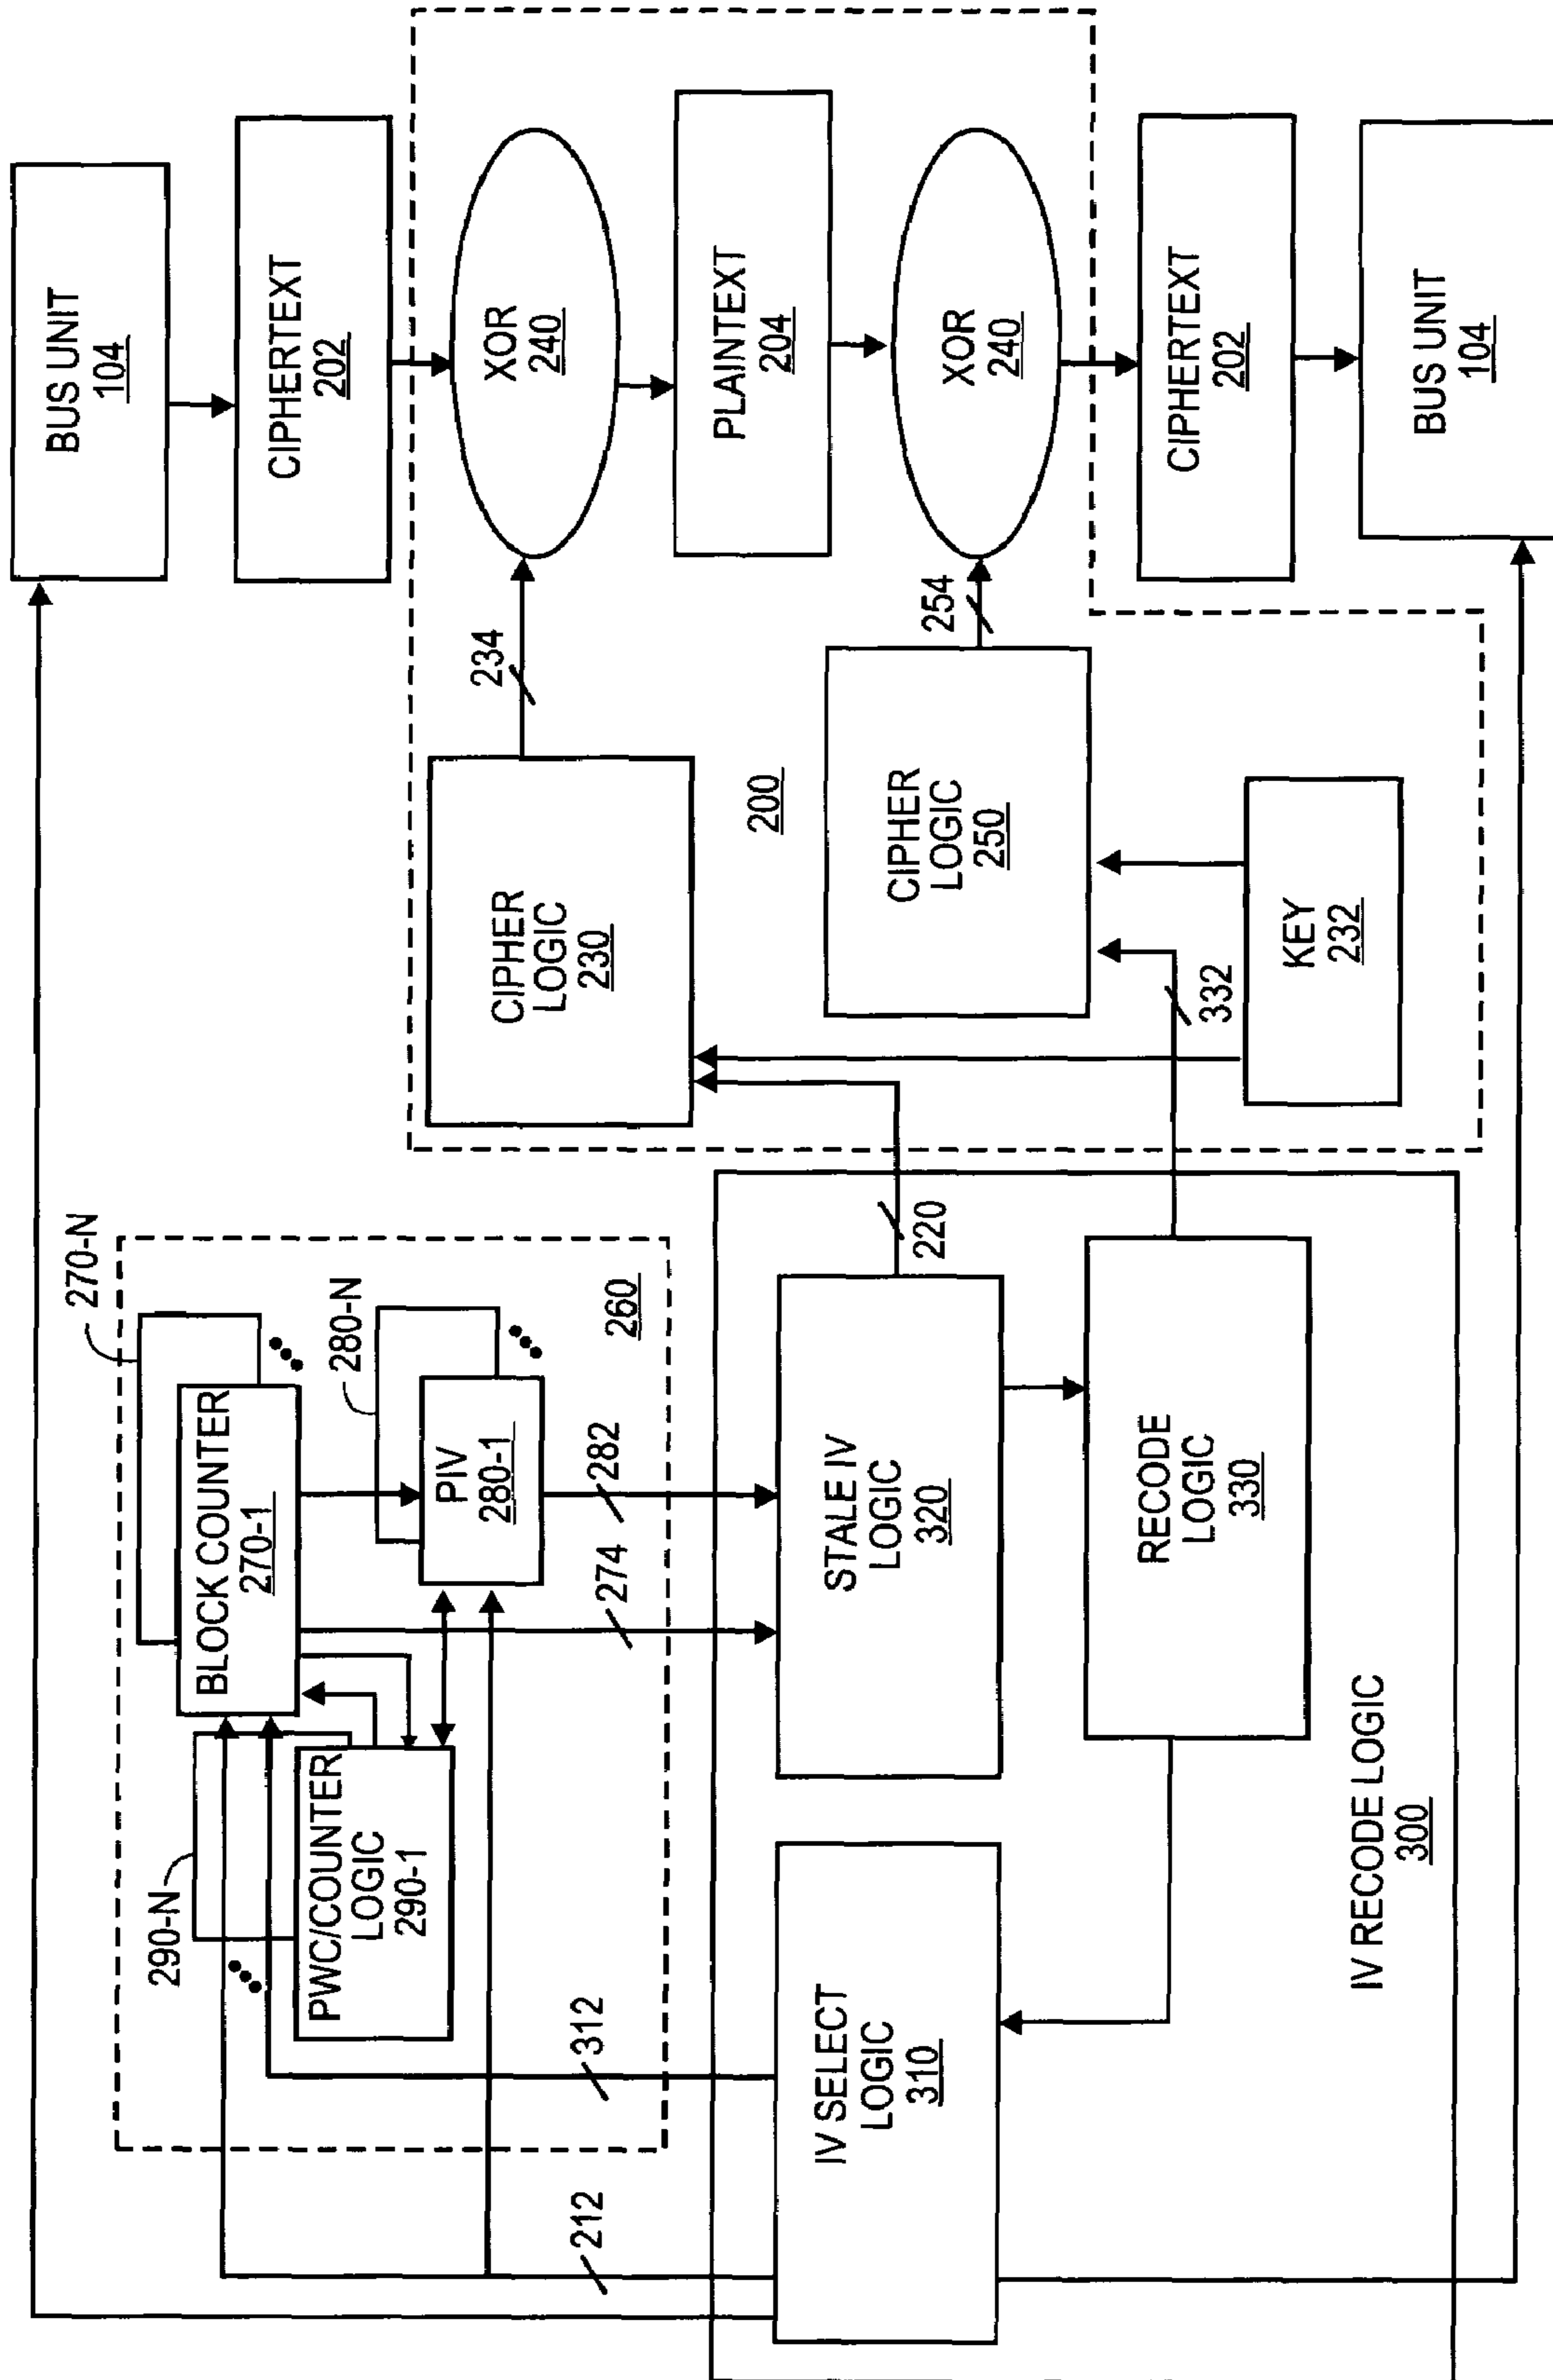 BUS UNIT
104
CIPHERTEXT
202
XOR
240
PLAINTEXT
204
XOR
240
CIPHERTEXT
202
BUS UNIT
104
234
254
CIPHER
LOGIC
230
200
CIPHER
LOGIC
250
KEY
232
332
220
270-N
BLOCK COUNTER
270-1
280-N
PIV
280-1
260
290-N
PWC/COUNTER
LOGIC
290-1
282
274
312
212
STALE IV
LOGIC
320
RECODE
LOGIC
330
IV SELECT
LOGIC
310
IV RECODE LOGIC
300